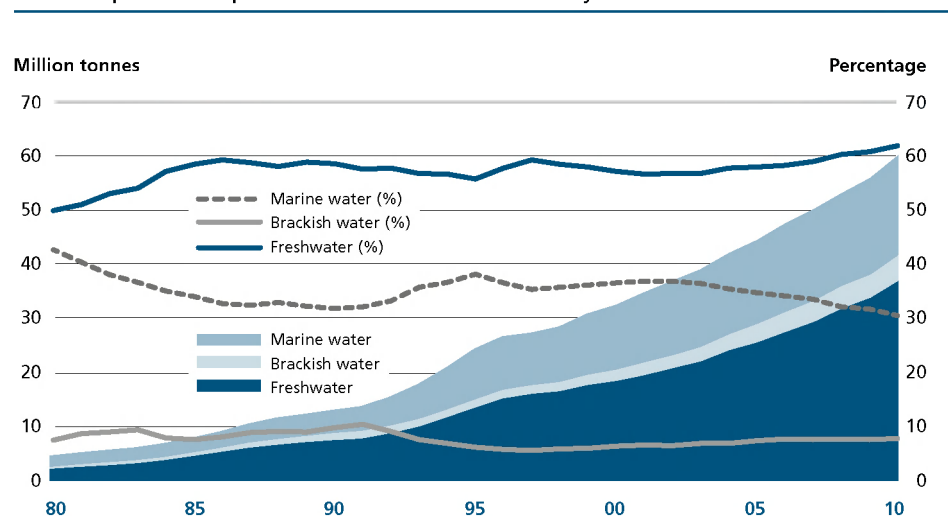 Million tonnes Percentage
70 70
60 60
50 50
40 40
30 30
20 20
10 10
0 0
Marine water (%)
Brackish water (%)
Freshwater (%)
Marine water
Brackish water
Freshwater
80 85 90 95 00 05 10